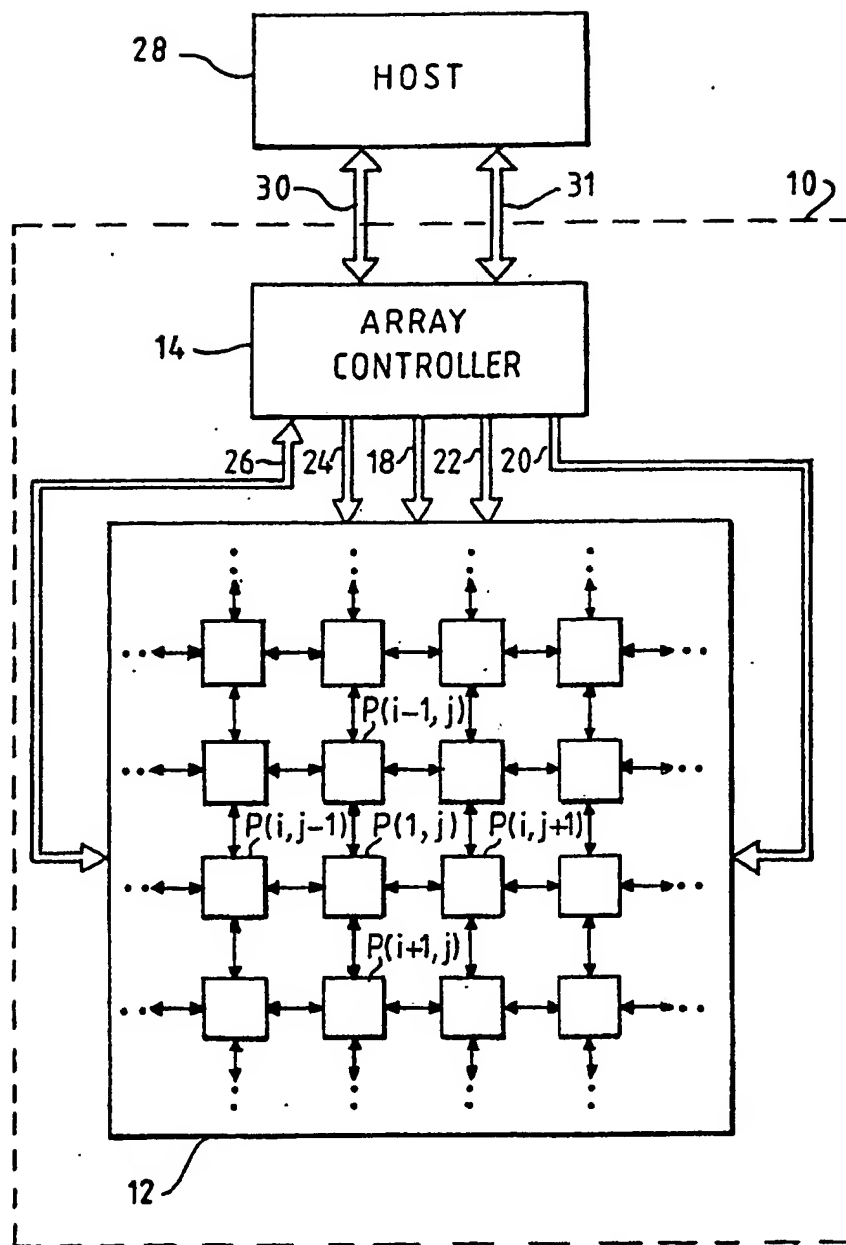 28
HOST
30
31
10
14
ARRAY
CONTROLLER
26
24
18
22
20
P(i−1,j)
P(i,j−1)
P(1,j)
P(i,j+1)
P(i+1,j)
12